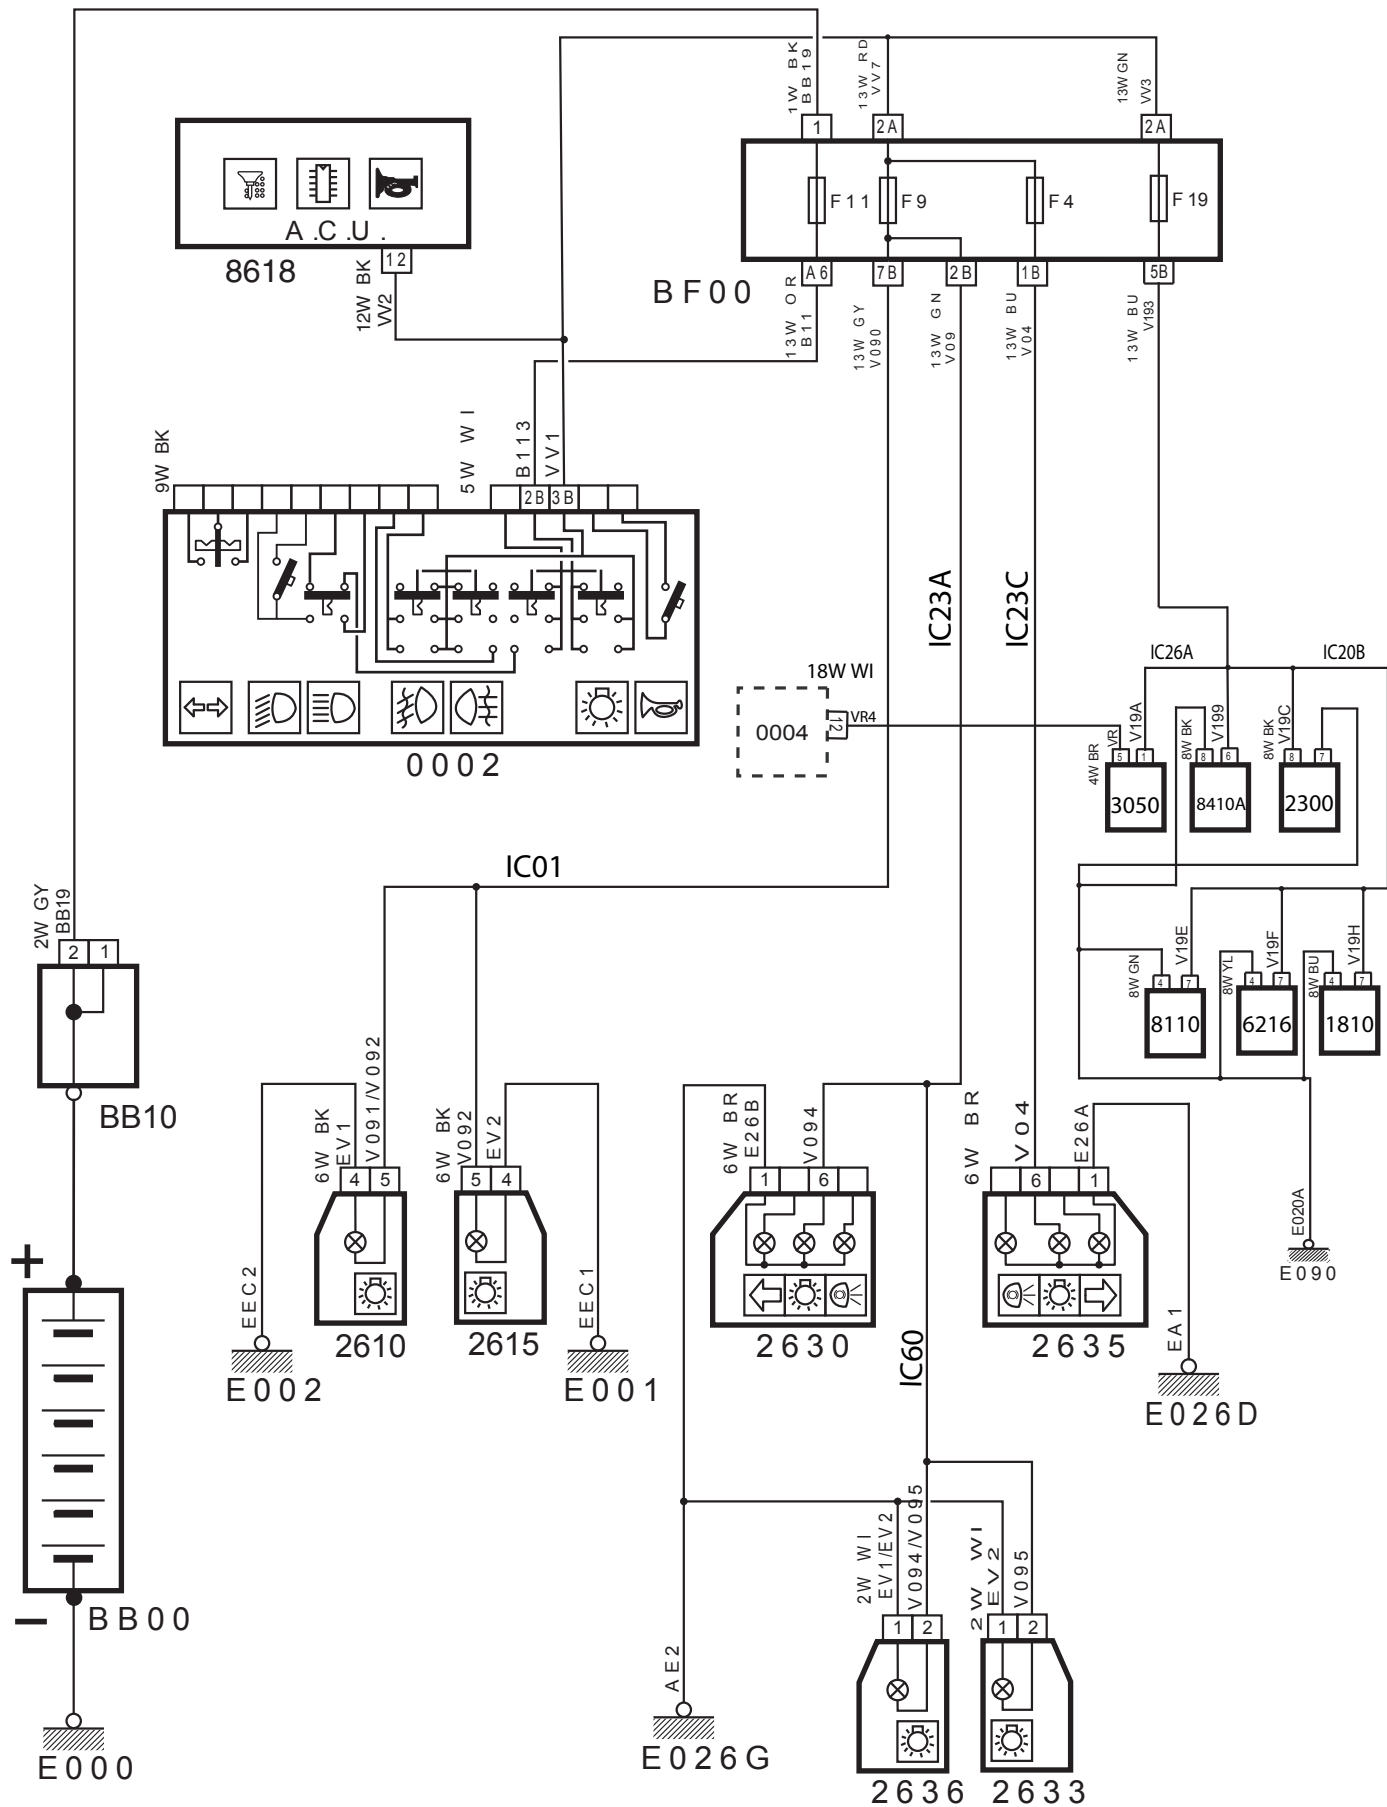 1W BK
BB19
13W RD
VV7
13W GN
VV3
1
2A
2A
F11
F9
F4
F19
A.C.U.
8618
12
12W BK
VV2
BF00
A6
7B
2B
1B
5B
13W OR
B11
13W GY
V090
13W GN
V09
13W BU
V04
13W BU
V193
9W BK
5W WI
B113
VV1
2B
3B
0002
IC23A
IC23C
18W WI
0004
12
VR4
IC26A
IC20B
4W BR
VR
V19A
8W BK
V199
8W BK
V19C
5
1
8
6
8
7
3050
8410A
2300
IC01
2W GY
BB19
2
1
BB10
8W GN
V19E
8W YL
V19F
8W BU
V19H
4
7
4
7
4
7
8110
6216
1810
6W BK
EV1
V091/V092
6W BK
V092
EV2
6W BR
E26B
V094
6W BR
V04
E26A
4
5
5
4
1
6
6
1
E020A
E090
+
EEC2
2610
2615
EEC1
2630
2635
EA1
E002
E001
IC60
E026D
2W WI
EV1/EV2
V094/V095
2W WI
EV2
V095
–
BB00
1
2
1
2
AE2
E000
E026G
2636
2633